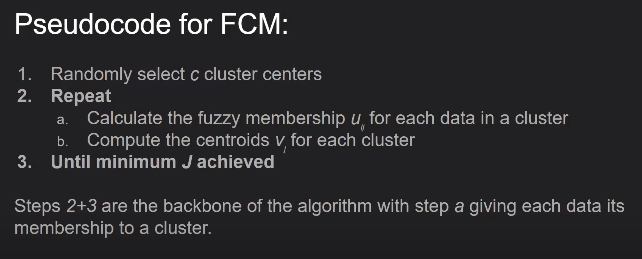 Pseudocode for FCM:
1. Randomly select c cluster centers
2. Repeat
a. Calculate the fuzzy membership uij for each data in a cluster
b. Compute the centroids vj for each cluster
3. Until minimum J achieved
Steps 2+3 are the backbone of the algorithm with step a giving each data its
membership to a cluster.